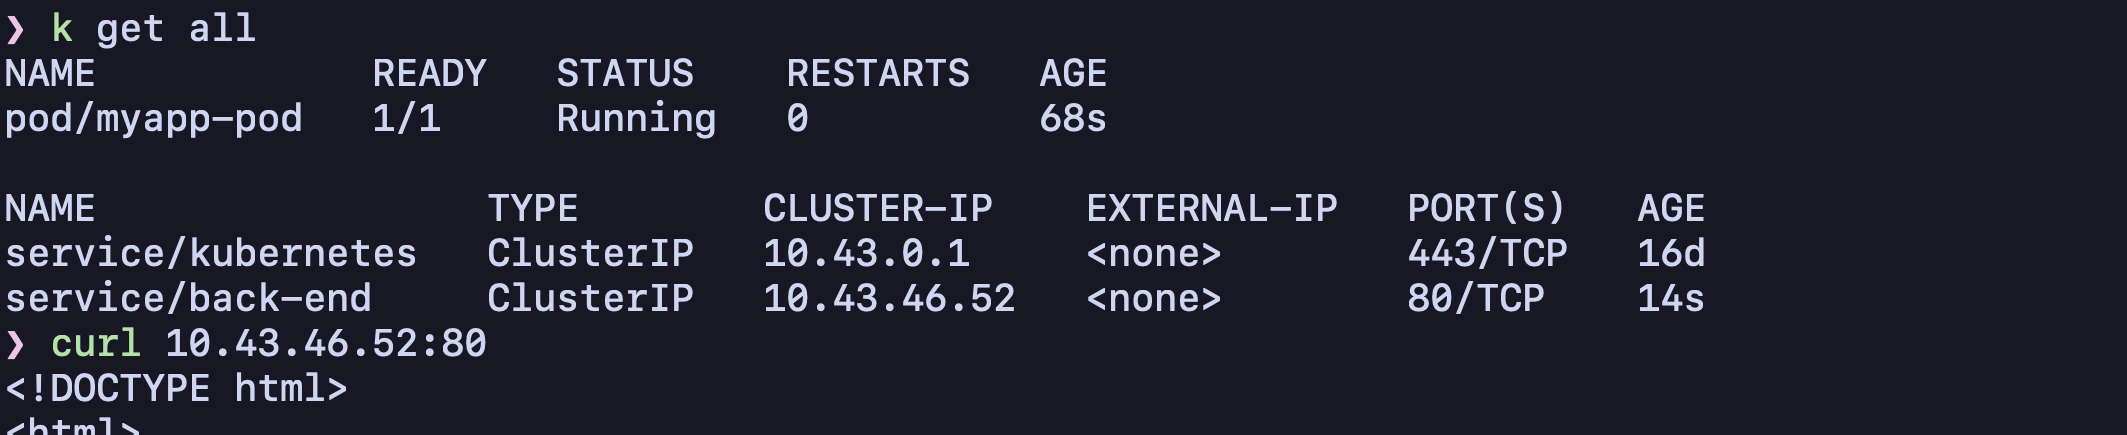 ❯ k get all
NAME            READY   STATUS    RESTARTS   AGE
pod/myapp-pod   1/1     Running   0          68s
NAME                 TYPE        CLUSTER-IP    EXTERNAL-IP   PORT(S)   AGE
service/kubernetes   ClusterIP   10.43.0.1     <none>        443/TCP   16d
service/back-end     ClusterIP   10.43.46.52   <none>        80/TCP    14s
❯ curl 10.43.46.52:80
<!DOCTYPE html>
<html>